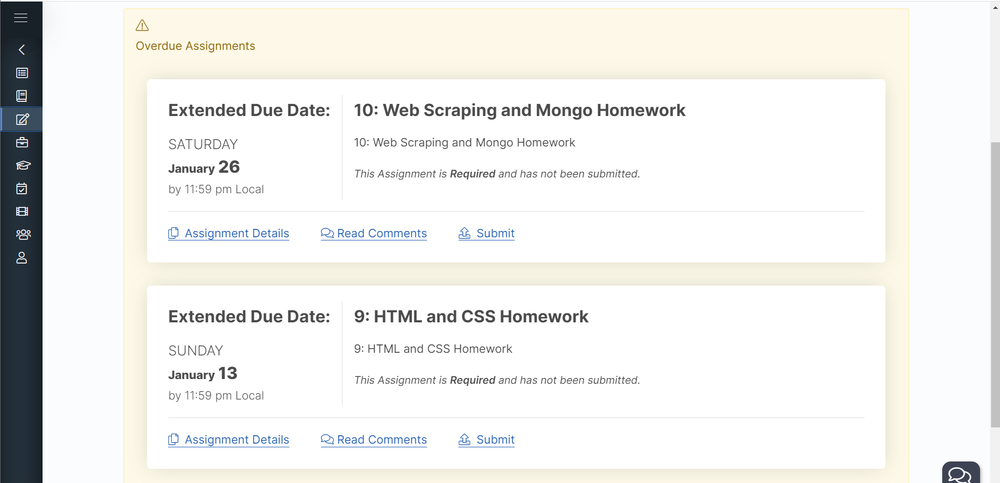 Overdue Assignments
Extended Due Date:
SATURDAY
January 26
by 11:59 pm Local
10: Web Scraping and Mongo Homework
10: Web Scraping and Mongo Homework
This Assignment is Required and has not been submitted.
Assignment Details
Read Comments
Submit
Extended Due Date:
SUNDAY
January 13
by 11:59 pm Local
9: HTML and CSS Homework
9: HTML and CSS Homework
This Assignment is Required and has not been submitted.
Assignment Details
Read Comments
Submit